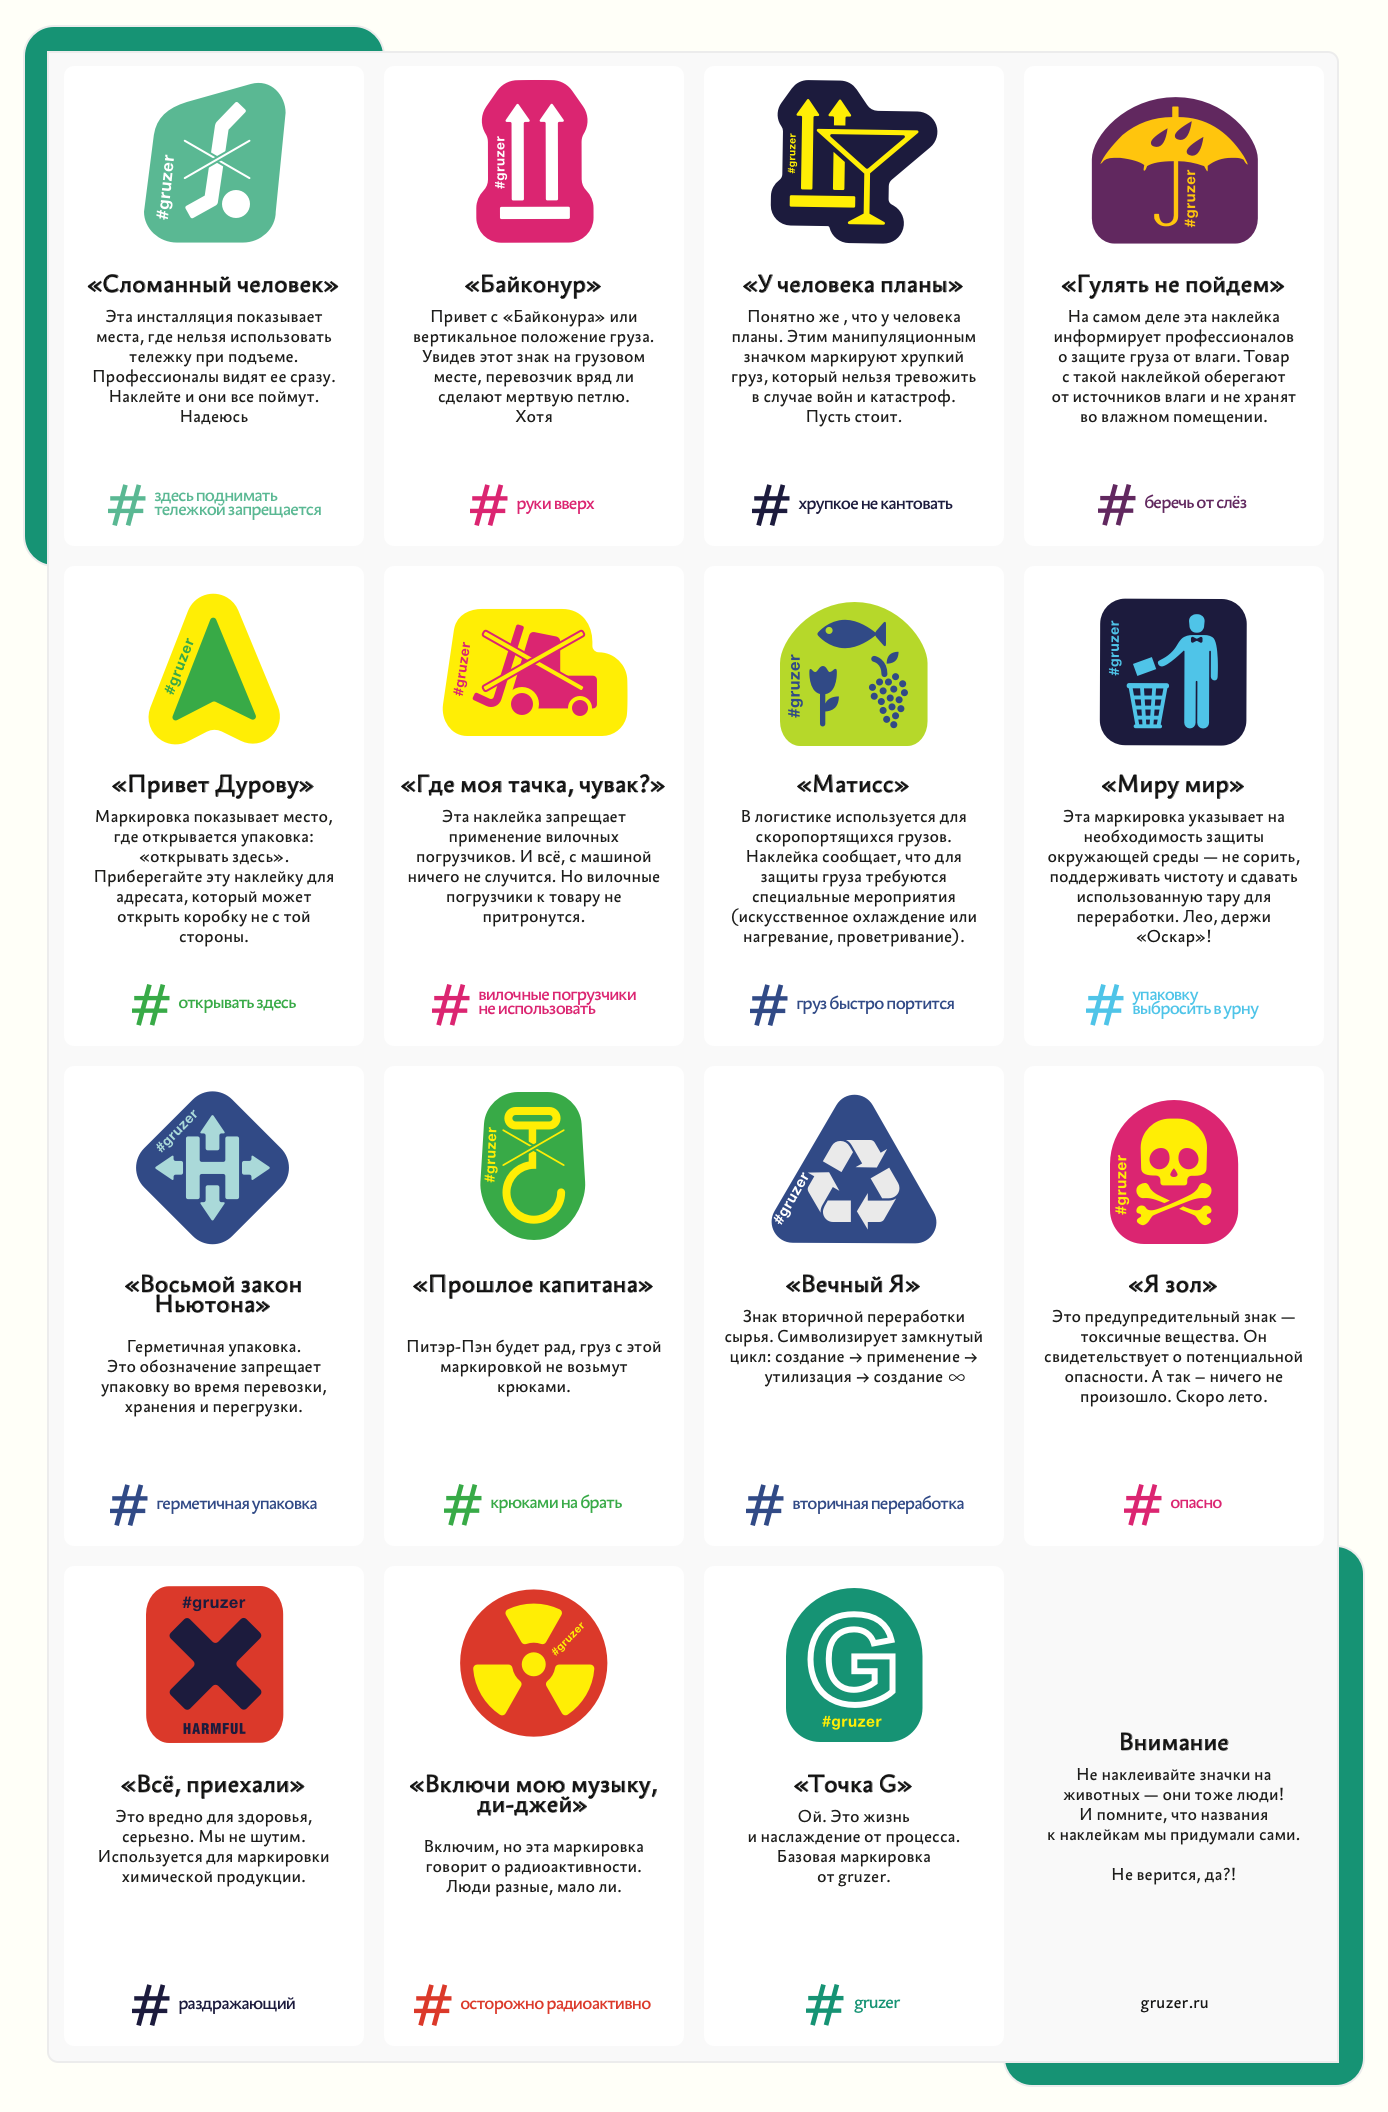 #gruzer
«Сломанный человек»
Эта инсталляция показывает
места, где нельзя использовать
тележку при подъеме.
Профессионалы видят ее сразу.
Наклейте и они все поймут.
Надеюсь
# здесь поднимать
тележкой запрещается
#gruzer
«Байконур»
Привет с «Байконура» или
вертикальное положение груза.
Увидев этот знак на грузовом
месте, перевозчик вряд ли
сделают мертвую петлю.
Хотя
# руки вверх
#gruzer
«У человека планы»
Понятно же , что у человека
планы. Этим манипуляционным
значком маркируют хрупкий
груз, который нельзя тревожить
в случае войн и катастроф.
Пусть стоит.
# хрупкое не кантовать
#gruzer
«Гулять не пойдем»
На самом деле эта наклейка
информирует профессионалов
о защите груза от влаги. Товар
с такой наклейкой оберегают
от источников влаги и не хранят
во влажном помещении.
# беречь от слёз
#gruzer
«Привет Дурову»
Маркировка показывает место,
где открывается упаковка:
«открывать здесь».
Приберегайте эту наклейку для
адресата, который может
открыть коробку не с той
стороны.
# открывать здесь
#gruzer
«Где моя тачка, чувак?»
Эта наклейка запрещает
применение вилочных
погрузчиков. И всё, с машиной
ничего не случится. Но вилочные
погрузчики к товару не
притронутся.
# вилочные погрузчики
не использовать
#gruzer
«Матисс»
В логистике используется для
скоропортящихся грузов.
Наклейка сообщает, что для
защиты груза требуются
специальные мероприятия
(искусственное охлаждение или
нагревание, проветривание).
# груз быстро портится
#gruzer
«Миру мир»
Эта маркировка указывает на
необходимость защиты
окружающей среды — не сорить,
поддерживать чистоту и сдавать
использованную тару для
переработки. Лео, держи
«Оскар»!
# упаковку
выбросить в урну
#gruzer
«Восьмой закон
Ньютона»
Герметичная упаковка.
Это обозначение запрещает
упаковку во время перевозки,
хранения и перегрузки.
# герметичная упаковка
#gruzer
«Прошлое капитана»
Питэр-Пэн будет рад, груз с этой
маркировкой не возьмут
крюками.
# крюками на брать
#gruzer
«Вечный Я»
Знак вторичной переработки
сырья. Символизирует замкнутый
цикл: создание → применение →
утилизация → создание ∞
# вторичная переработка
#gruzer
«Я зол»
Это предупредительный знак —
токсичные вещества. Он
свидетельствует о потенциальной
опасности. А так – ничего не
произошло. Скоро лето.
# опасно
#gruzer
HARMFUL
«Всё, приехали»
Это вредно для здоровья,
серьезно. Мы не шутим.
Используется для маркировки
химической продукции.
# раздражающий
#gruzer
«Включи мою музыку,
ди-джей»
Включим, но эта маркировка
говорит о радиоактивности.
Люди разные, мало ли.
# осторожно радиоактивно
G
#gruzer
«Точка G»
Ой. Это жизнь
и наслаждение от процесса.
Базовая маркировка
от gruzer.
# gruzer
Внимание
Не наклеивайте значки на
животных — они тоже люди!
И помните, что названия
к наклейкам мы придумали сами.
Не верится, да?!
gruzer.ru